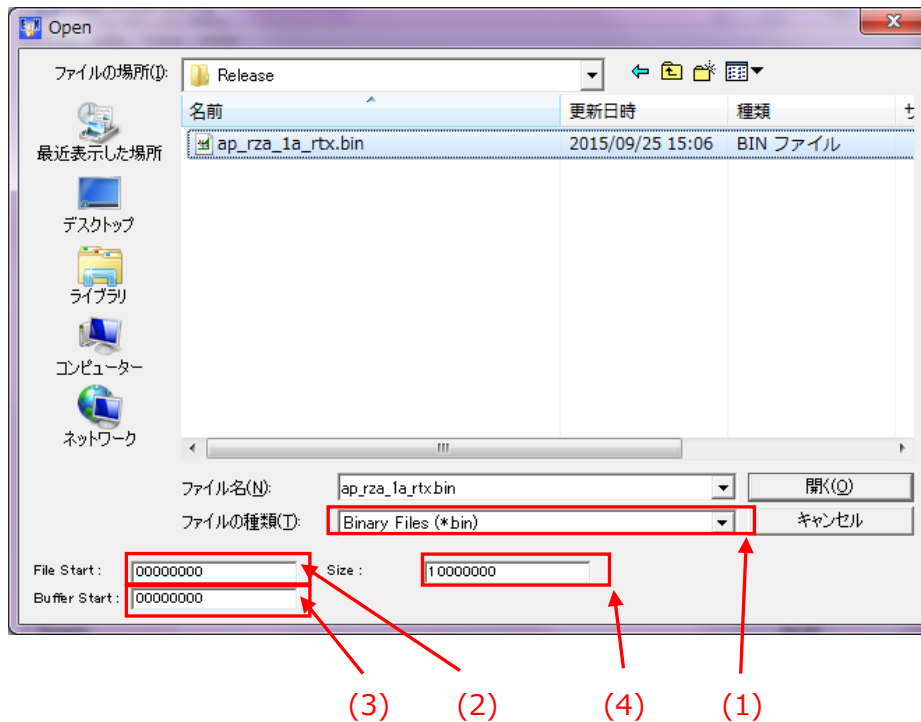 Open
ファイルの場所(I): Release
名前 更新日時 種類 サ
ap_rza_1a_rtx.bin 2015/09/25 15:06 BIN ファイル
最近表示した場所
デスクトップ
ライブラリ
コンピューター
ネットワーク
ファイル名(N): ap_rza_1a_rtx.bin 開く(O)
ファイルの種類(T): Binary Files (*.bin) キャンセル
File Start : 00000000 Size : 10000000
Buffer Start : 00000000
(3) (2) (4) (1)